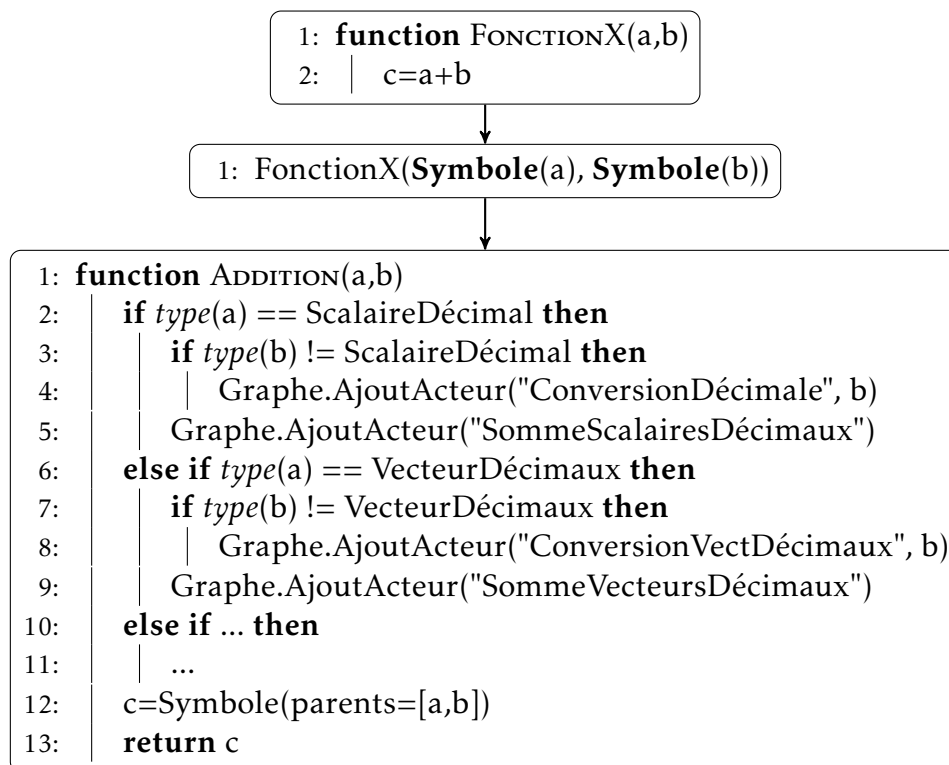 1: function FonctionX(a,b)
2: c=a+b
1: FonctionX(Symbole(a), Symbole(b))
1: function Addition(a,b)
2: if type(a) == ScalaireDécimal then
3: if type(b) != ScalaireDécimal then
4: Graphe.AjoutActeur("ConversionDécimale", b)
5: Graphe.AjoutActeur("SommeScalairesDécimaux")
6: else if type(a) == VecteurDécimaux then
7: if type(b) != VecteurDécimaux then
8: Graphe.AjoutActeur("ConversionVectDécimaux", b)
9: Graphe.AjoutActeur("SommeVecteursDécimaux")
10: else if ... then
11: ...
12: c=Symbole(parents=[a,b])
13: return c